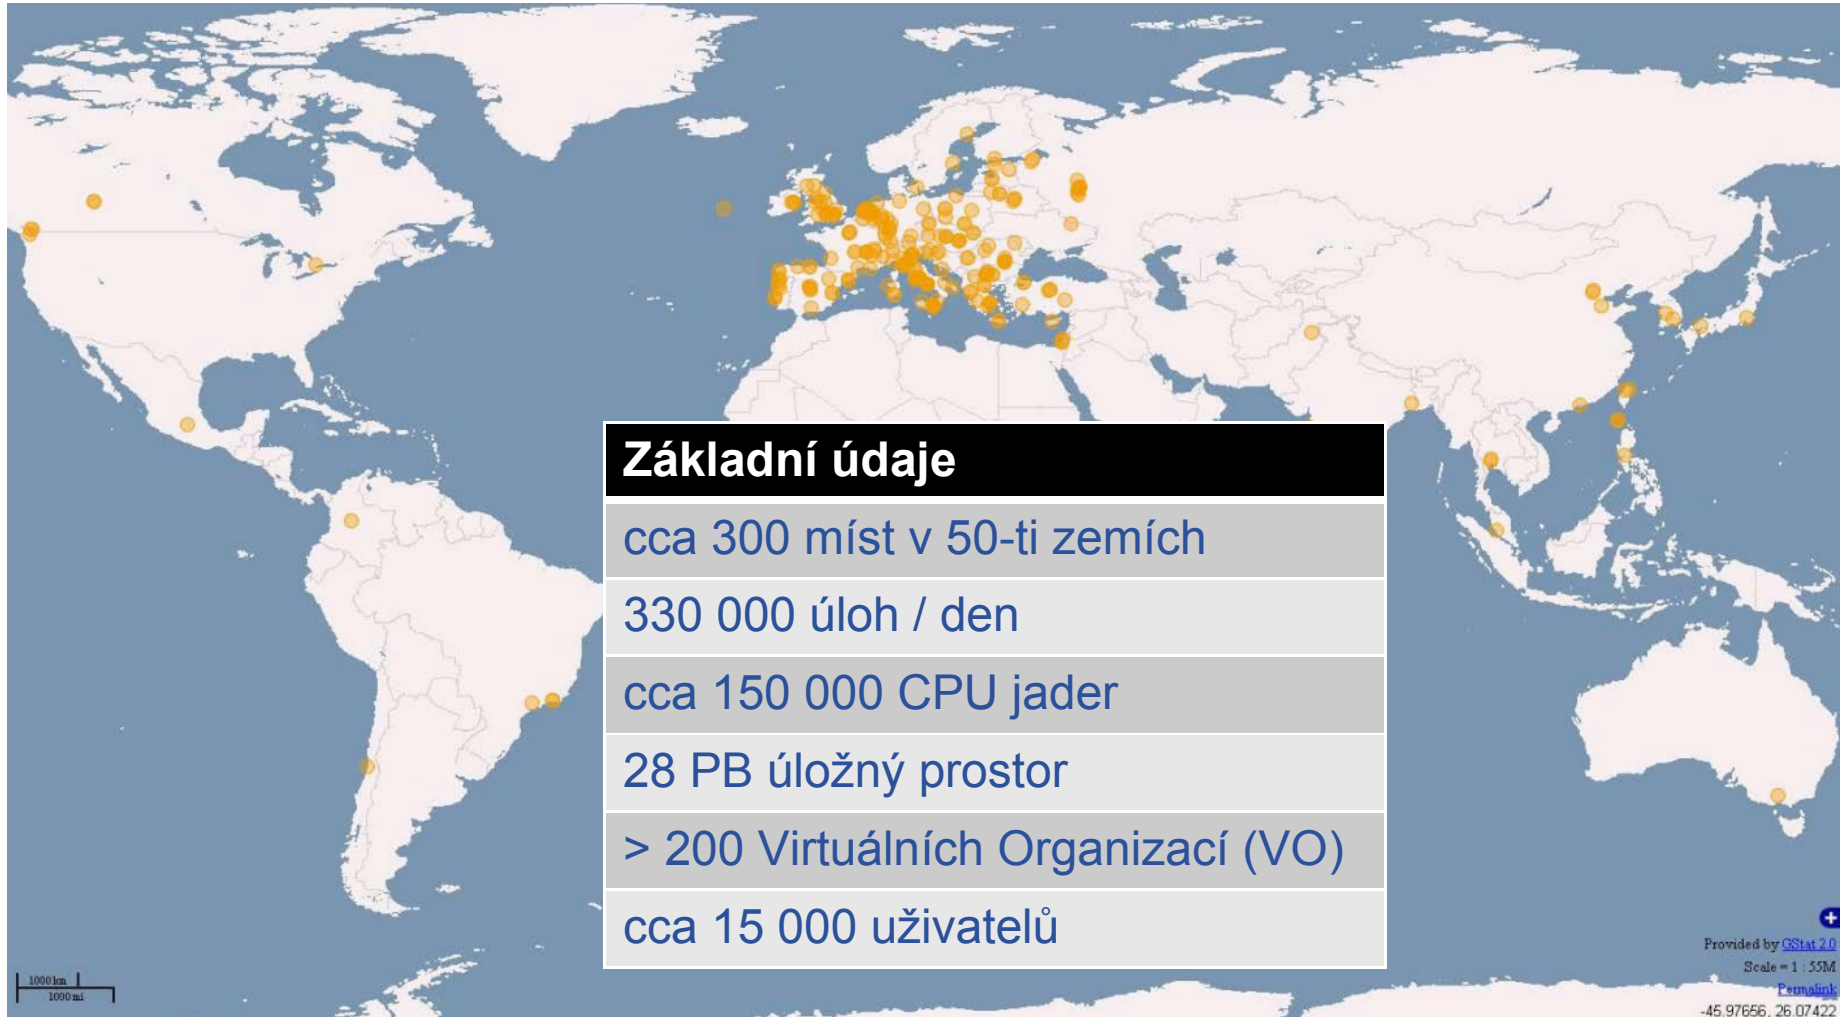 Základní údaje
cca 300 míst v 50-ti zemích
330 000 úloh / den
cca 150 000 CPU jader
28 PB úložný prostor
> 200 Virtuálních Organizací (VO)
cca 15 000 uživatelů
Provided by GStat 2.0
Scale = 1 : 55M
Permalink
-45.97656, 26.07422
1000 km
1000 mi